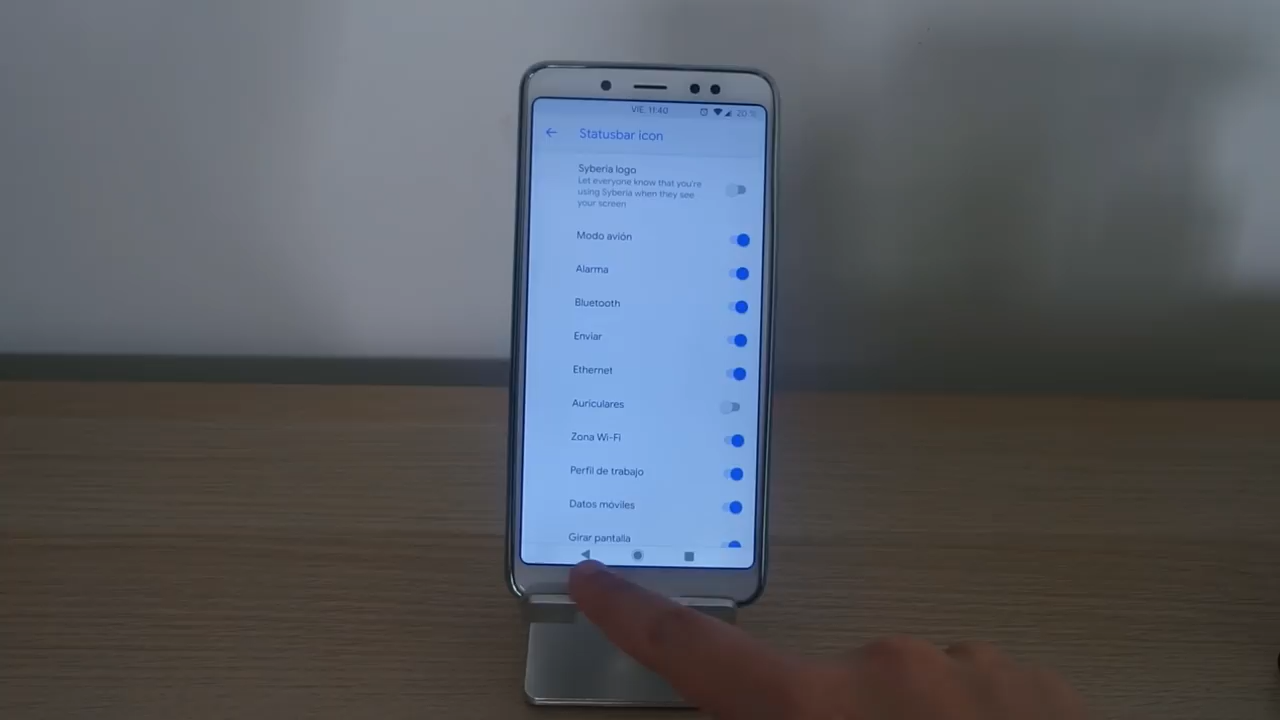 VIE. 11:40
20 %
Statusbar icon
Syberia logo
Let everyone know that you're
using Syberia when they see
your screen
Modo avión
Alarma
Bluetooth
Enviar
Ethernet
Auriculares
Zona Wi-Fi
Perfil de trabajo
Datos móviles
Girar pantalla